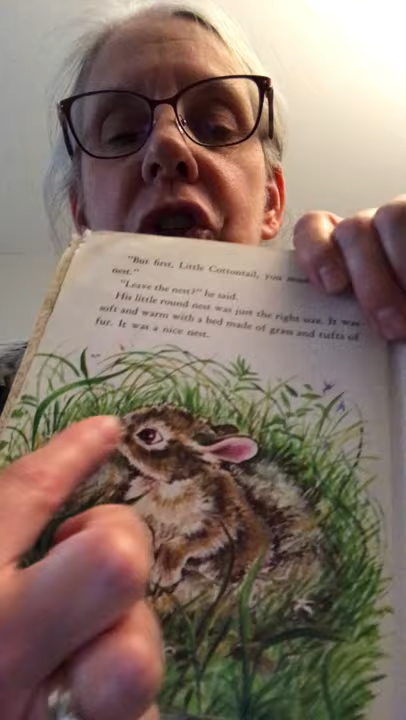 "But first, Little Cottontail, you must
nest."
"Leave the nest?" he said.
His little round nest was just the right size. It was
soft and warm with a bed made of grass and tufts of
fur. It was a nice nest.